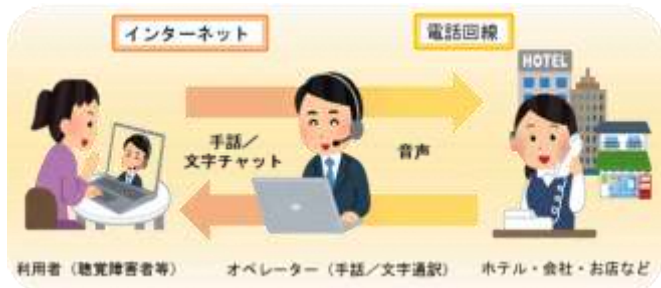 インターネット
電話回線
HOTEL
手話／
文字チャット
音声
利用者（聴覚障害者等）
オペレーター（手話／文字通訳）
ホテル・会社・お店など